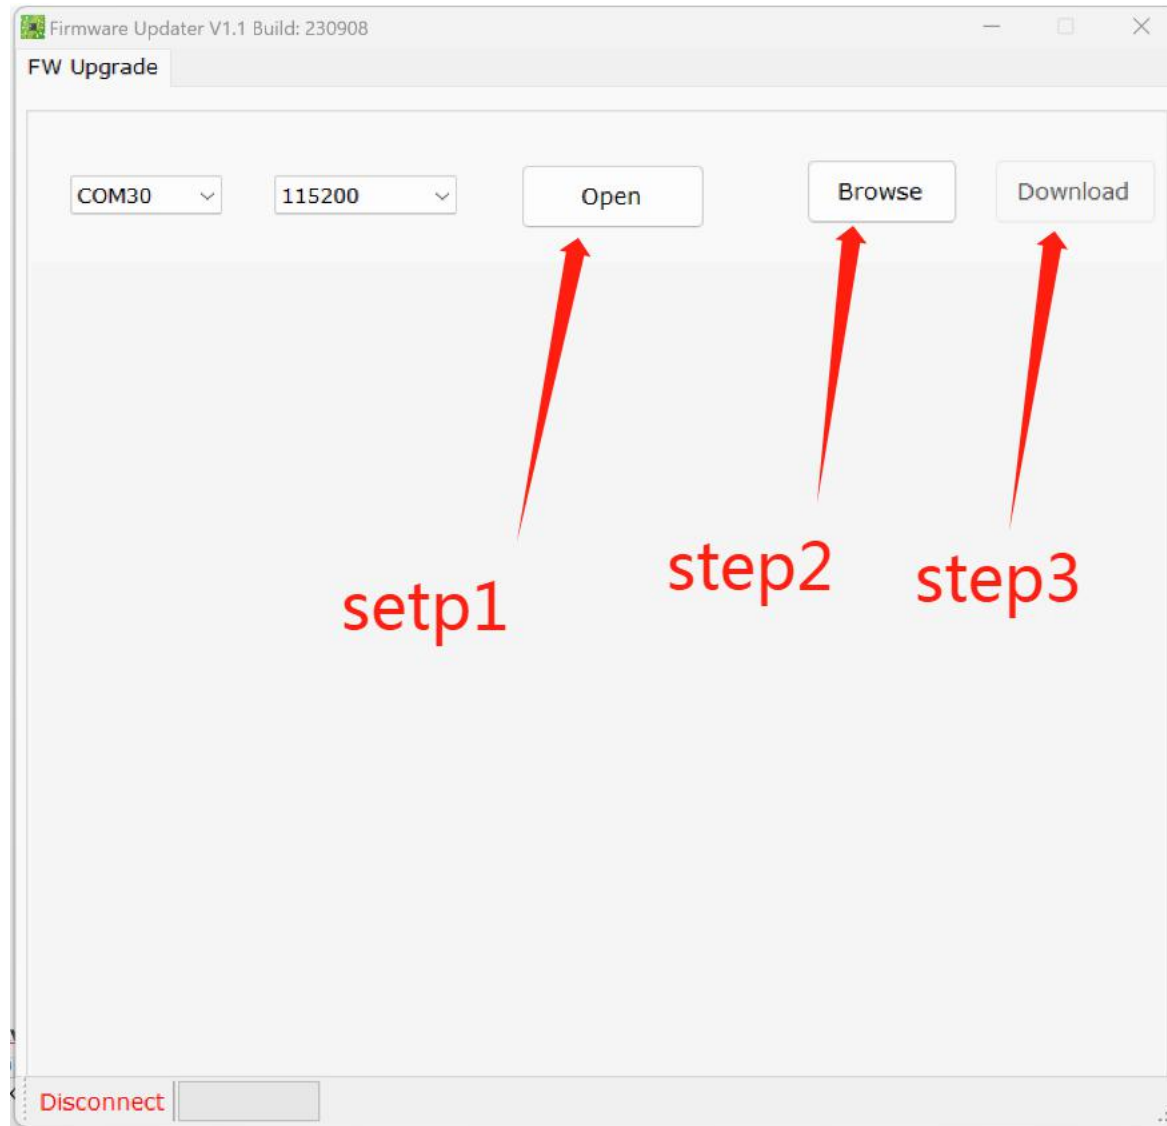 Firmware Updater V1.1 Build: 230908
FW Upgrade
COM30
115200
Open
Browse
Download
step2
step3
setp1
Disconnect